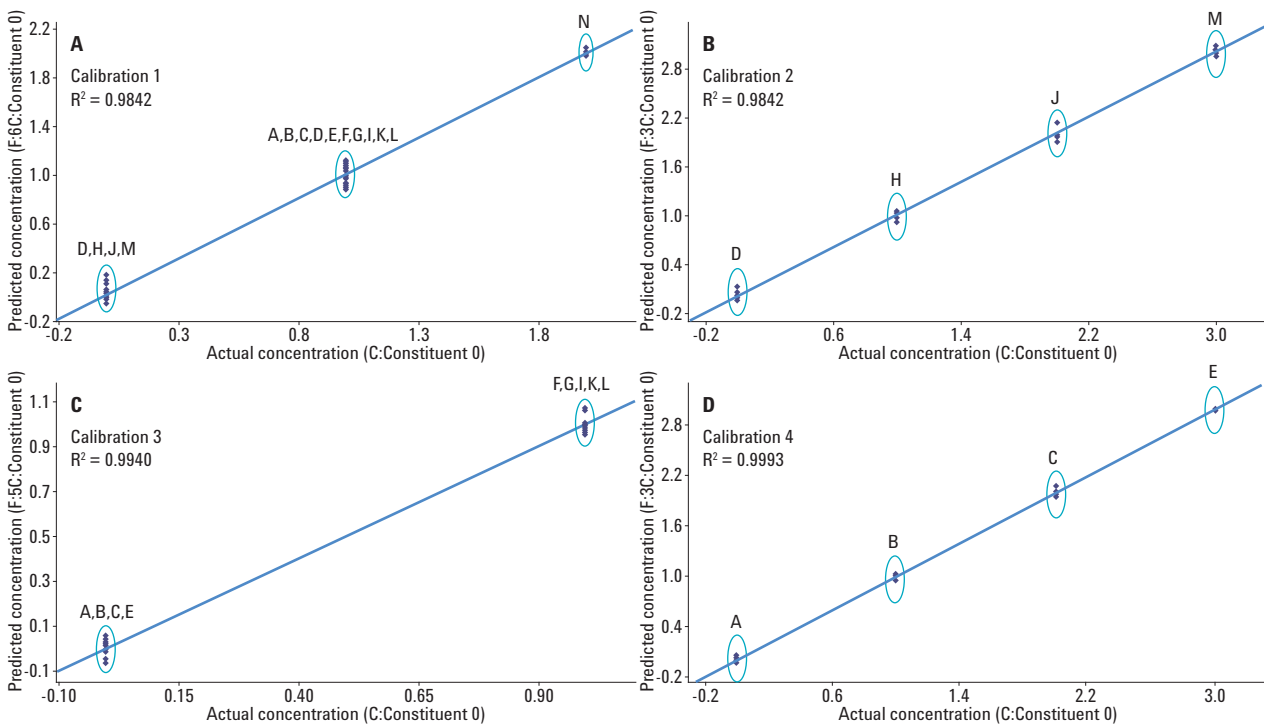 A
Calibration 1
R² = 0.9842
Predicted concentration (F:6C:Constituent 0)
2.2
1.8
1.4
1.0
0.6
0.2
-0.2
N
A,B,C,D,E,F,G,I,K,L
D,H,J,M
-0.2 0.3 0.8 1.3 1.8
Actual concentration (C:Constituent 0)
B
Calibration 2
R² = 0.9842
Predicted concentration (F:3C:Constituent 0)
2.8
2.2
1.6
1.0
0.4
-0.2
M
J
H
D
-0.2 0.6 1.4 2.2 3.0
Actual concentration (C:Constituent 0)
C
Calibration 3
R² = 0.9940
Predicted concentration (F:5C:Constituent 0)
1.1
0.9
0.7
0.5
0.3
0.1
-0.1
F,G,I,K,L
A,B,C,E
-0.10 0.15 0.40 0.65 0.90
Actual concentration (C:Constituent 0)
D
Calibration 4
R² = 0.9993
Predicted concentration (F:3C:Constituent 0)
2.8
2.2
1.6
1.0
0.4
-0.2
E
C
B
A
-0.2 0.6 1.4 2.2 3.0
Actual concentration (C:Constituent 0)